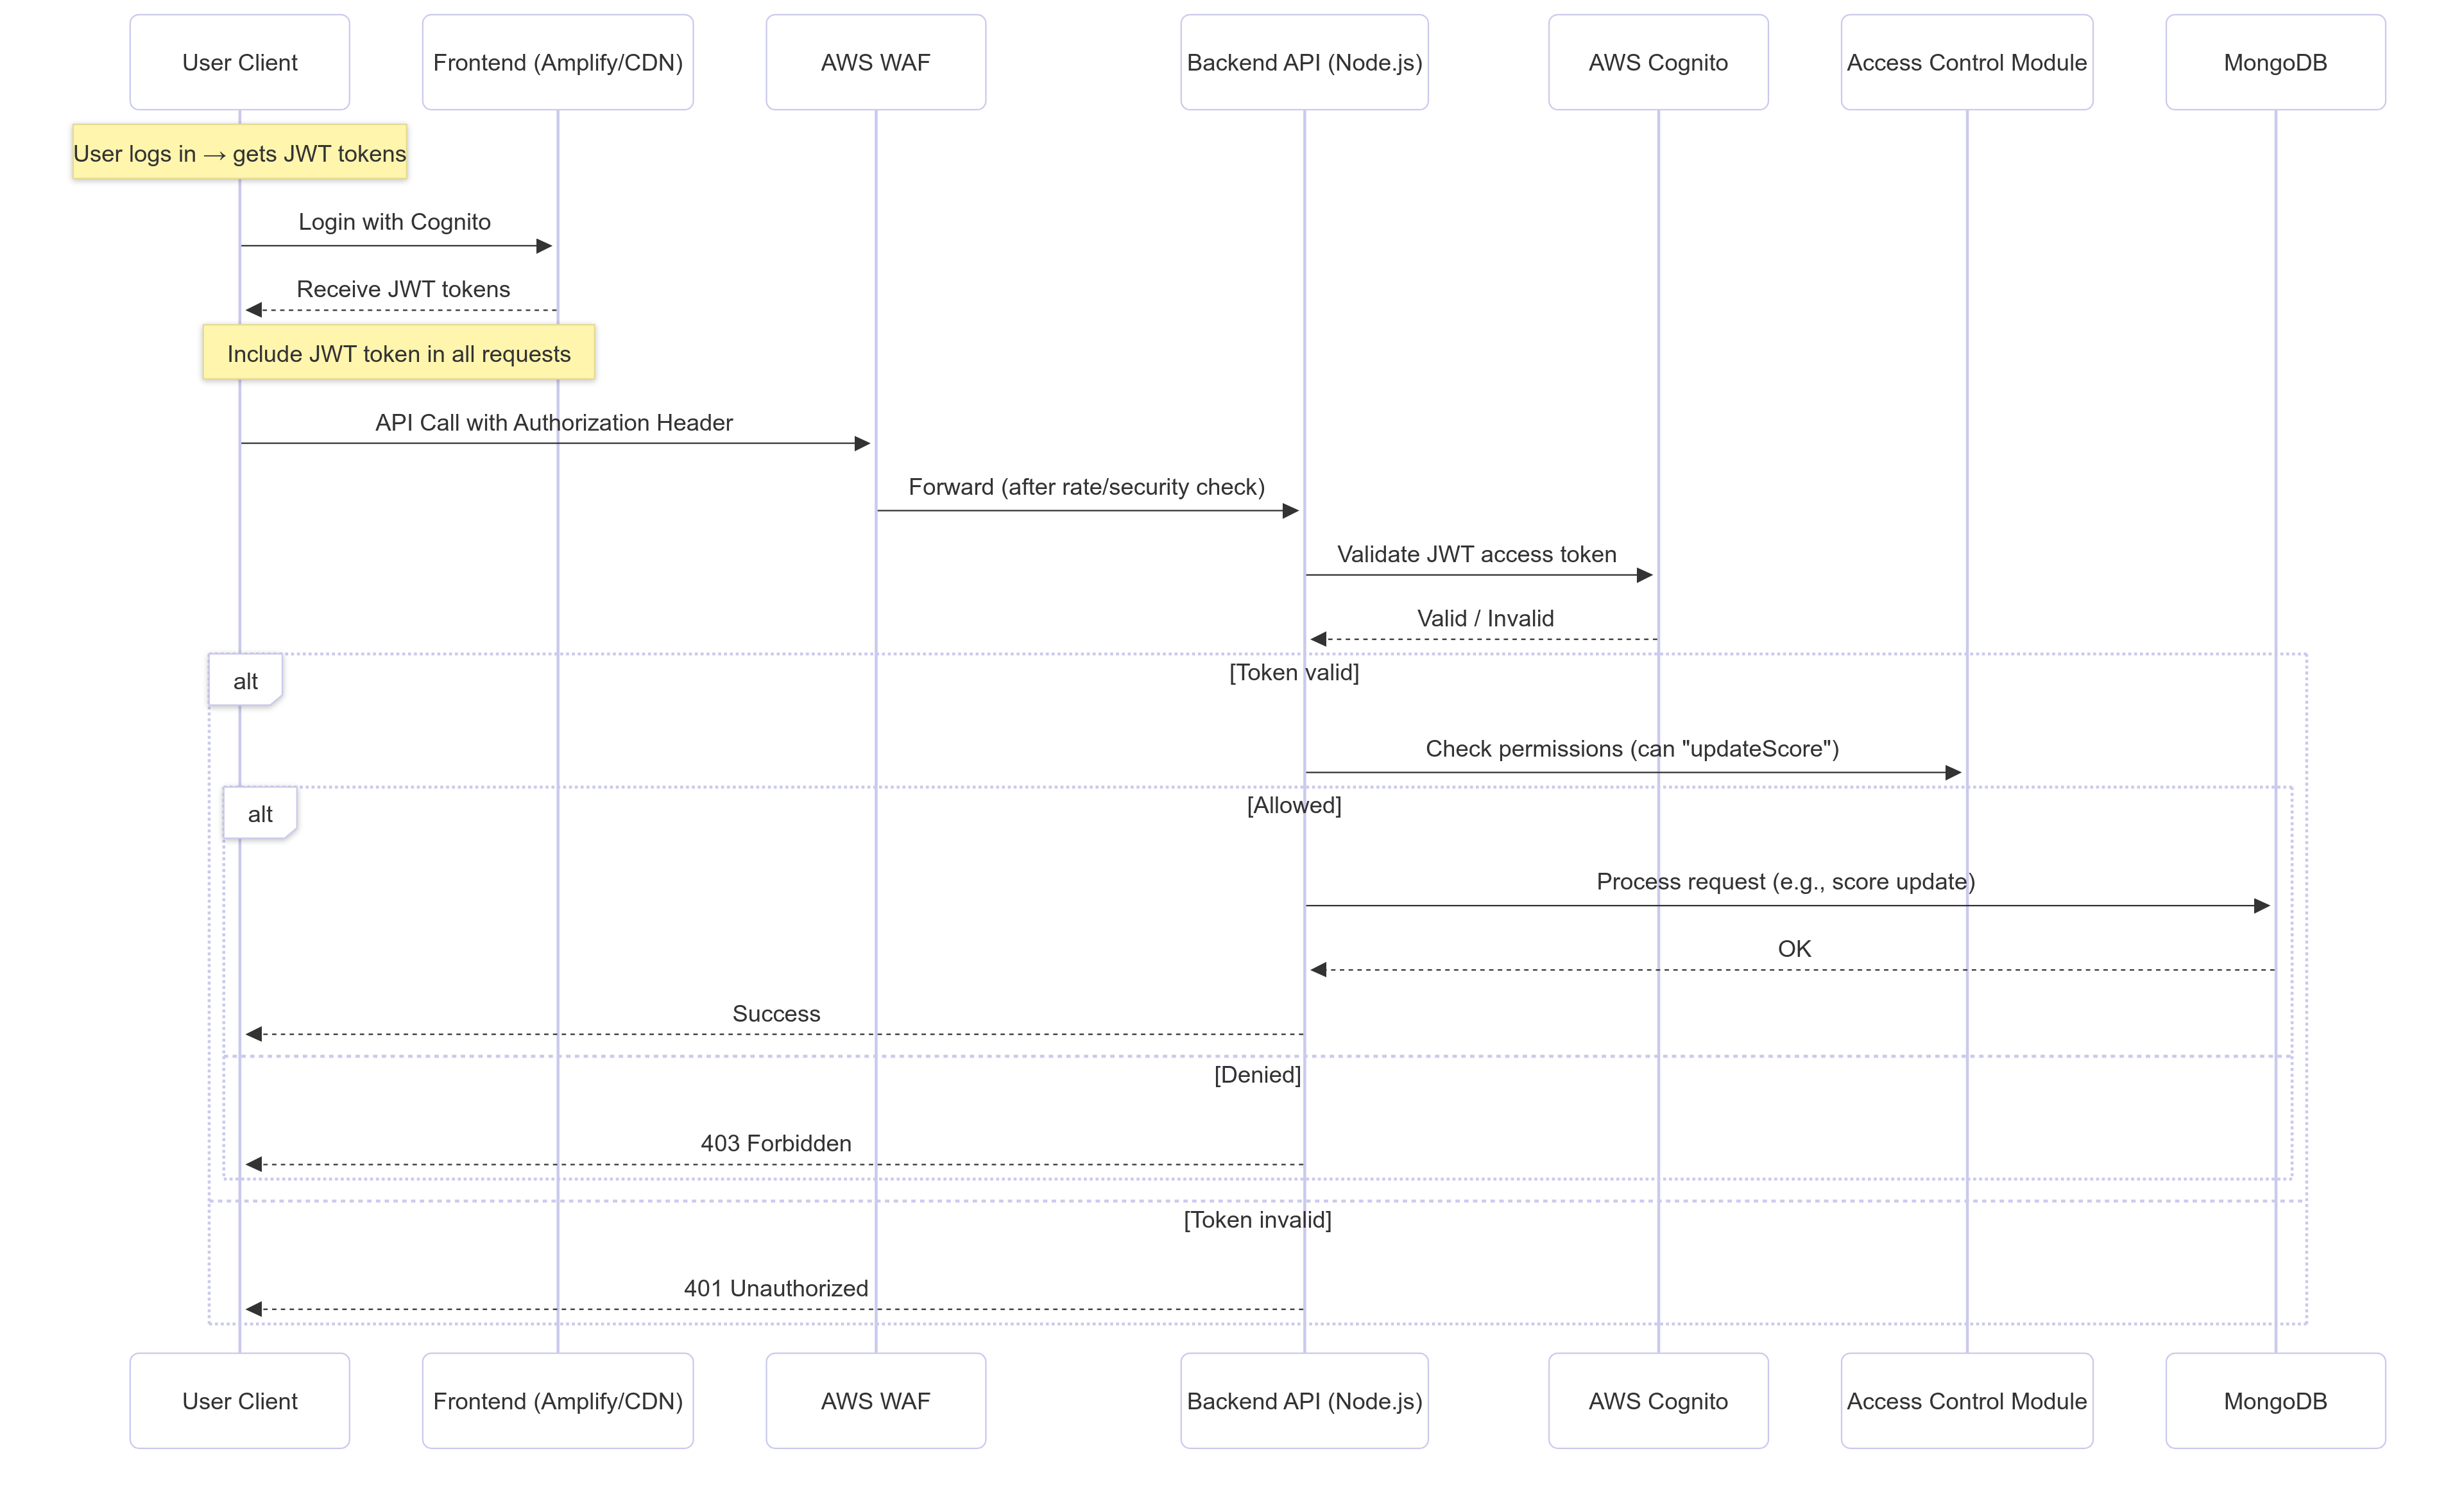 User Client
Frontend (Amplify/CDN)
AWS WAF
Backend API (Node.js)
AWS Cognito
Access Control Module
MongoDB
User logs in → gets JWT tokens
Login with Cognito
Receive JWT tokens
Include JWT token in all requests
API Call with Authorization Header
Forward (after rate/security check)
Validate JWT access token
Valid / Invalid
alt
[Token valid]
Check permissions (can "updateScore")
alt
[Allowed]
Process request (e.g., score update)
OK
Success
[Denied]
403 Forbidden
[Token invalid]
401 Unauthorized
User Client
Frontend (Amplify/CDN)
AWS WAF
Backend API (Node.js)
AWS Cognito
Access Control Module
MongoDB